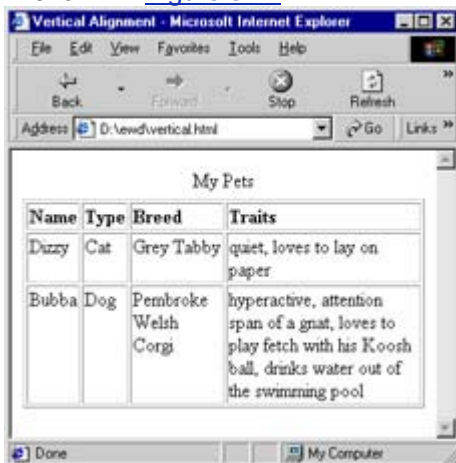 Vertical Alignment - Microsoft Internet Explorer
File Edit View Favorites Tools Help
Back Forward Stop Refresh »
Address D:\ewd\vertical.html Go Links »
My Pets
Name Type Breed Traits
Dizzy Cat Grey Tabby quiet, loves to lay on
paper
Bubba Dog Pembroke hyperactive, attention
Welsh span of a gnat, loves to
Corgi play fetch with his Koosh
ball, drinks water out of
the swimming pool
Done My Computer